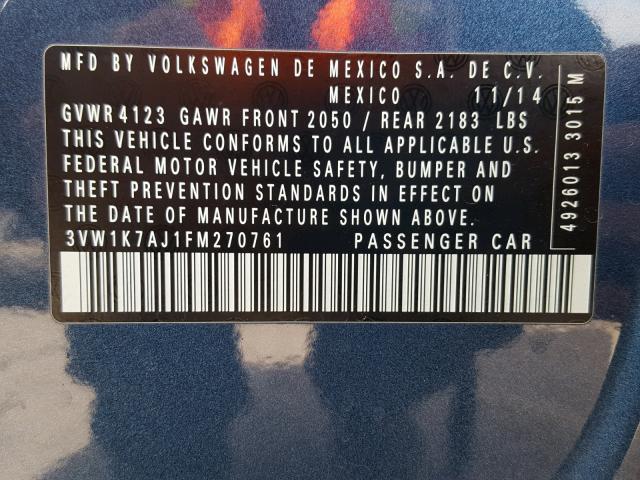 MFD BY VOLKSWAGEN DE MEXICO S.A. DE C.V.
MEXICO 11/14
GVWR 4123 GAWR FRONT 2050 / REAR 2183 LBS
THIS VEHICLE CONFORMS TO ALL APPLICABLE U.S.
FEDERAL MOTOR VEHICLE SAFETY, BUMPER AND
THEFT PREVENTION STANDARDS IN EFFECT ON
THE DATE OF MANUFACTURE SHOWN ABOVE.
3VW1K7AJ1FM270761 PASSENGER CAR
4926013 3015 M